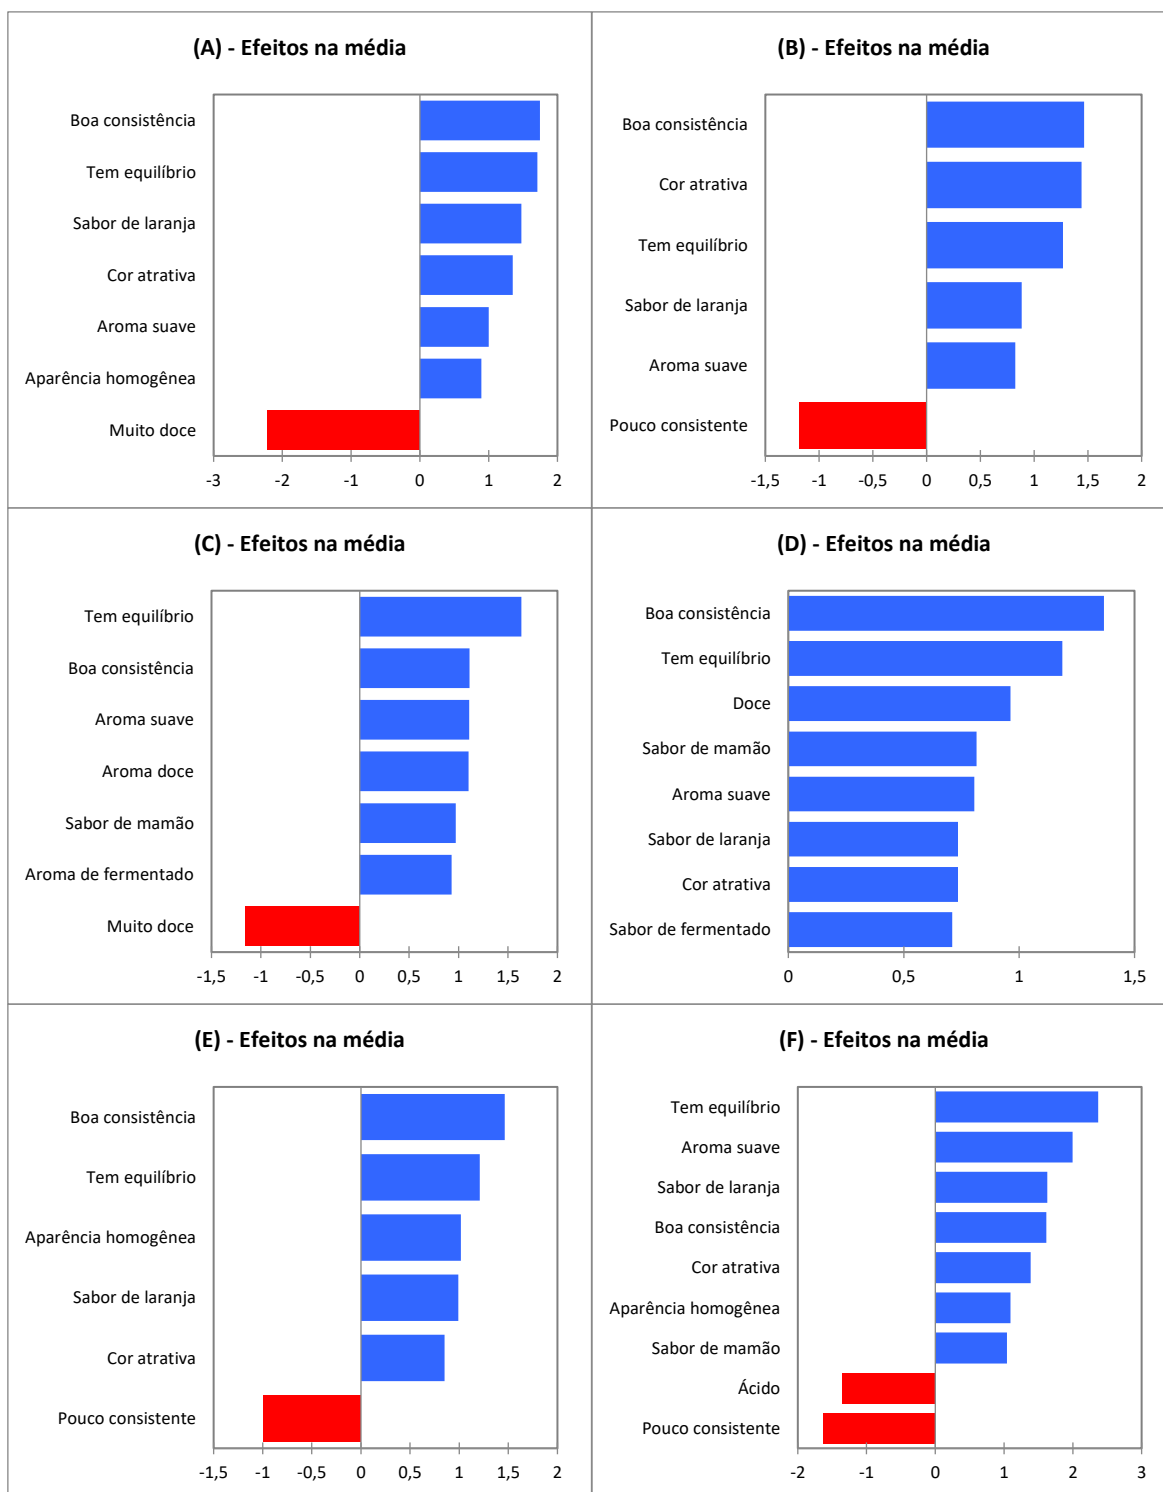 (A) - Efeitos na média
Boa consistência
Tem equilíbrio
Sabor de laranja
Cor atrativa
Aroma suave
Aparência homogênea
Muito doce
-3 -2 -1 0 1 2
(B) - Efeitos na média
Boa consistência
Cor atrativa
Tem equilíbrio
Sabor de laranja
Aroma suave
Pouco consistente
-1,5 -1 -0,5 0 0,5 1 1,5 2
(C) - Efeitos na média
Tem equilíbrio
Boa consistência
Aroma suave
Aroma doce
Sabor de mamão
Aroma de fermentado
Muito doce
-1,5 -1 -0,5 0 0,5 1 1,5 2
(D) - Efeitos na média
Boa consistência
Tem equilíbrio
Doce
Sabor de mamão
Aroma suave
Sabor de laranja
Cor atrativa
Sabor de fermentado
0 0,5 1 1,5
(E) - Efeitos na média
Boa consistência
Tem equilíbrio
Aparência homogênea
Sabor de laranja
Cor atrativa
Pouco consistente
-1,5 -1 -0,5 0 0,5 1 1,5 2
(F) - Efeitos na média
Tem equilíbrio
Aroma suave
Sabor de laranja
Boa consistência
Cor atrativa
Aparência homogênea
Sabor de mamão
Ácido
Pouco consistente
-2 -1 0 1 2 3